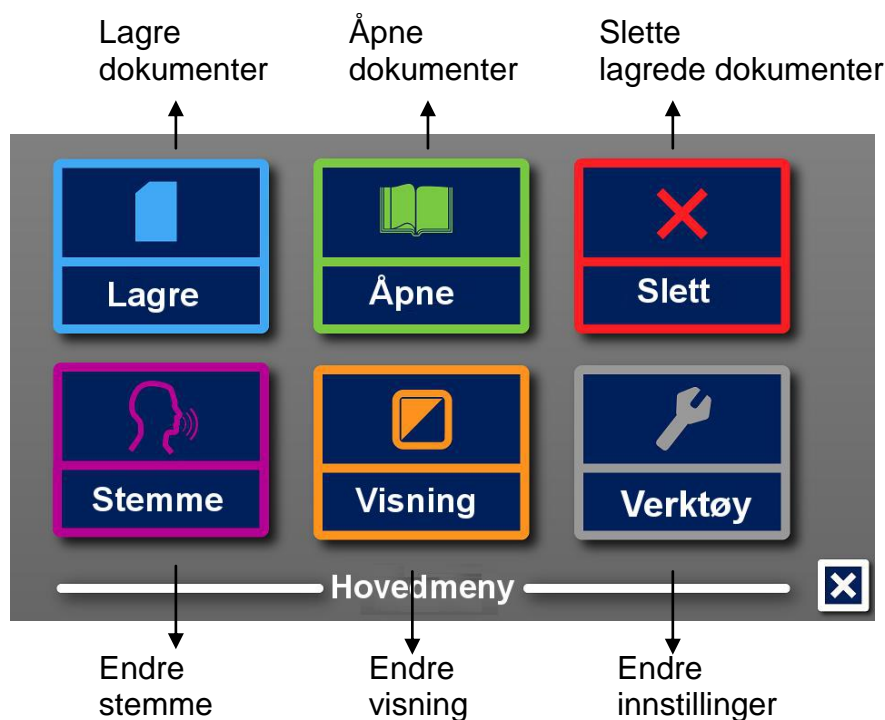 Lagre
dokumenter
Åpne
dokumenter
Slette
lagrede dokumenter
Lagre
Åpne
Slett
Stemme
Visning
Verktøy
Hovedmeny
Endre
stemme
Endre
visning
Endre
innstillinger